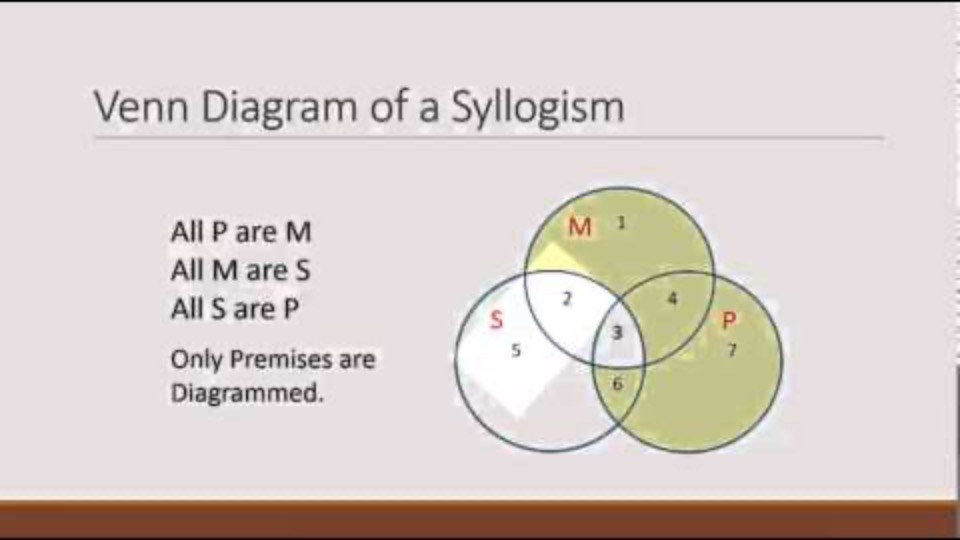 Venn Diagram of a Syllogism
All P are M
All M are S
All S are P
Only Premises are
Diagrammed.
M 1
2
4
S
P
3
5
7
6